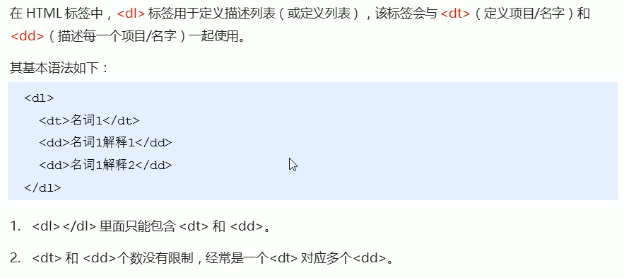 在 HTML 标签中，<dl> 标签用于定义描述列表（或定义列表），该标签会与 <dt>（定义项目/名字）和
<dd>（描述每一个项目/名字）一起使用。
其基本语法如下：
<dl>
<dt>名词1</dt>
<dd>名词1解释1</dd>
<dd>名词1解释2</dd>
</dl>
1. <dl></dl> 里面只能包含 <dt> 和 <dd>。
2. <dt> 和 <dd>个数没有限制，经常是一个<dt> 对应多个<dd>。